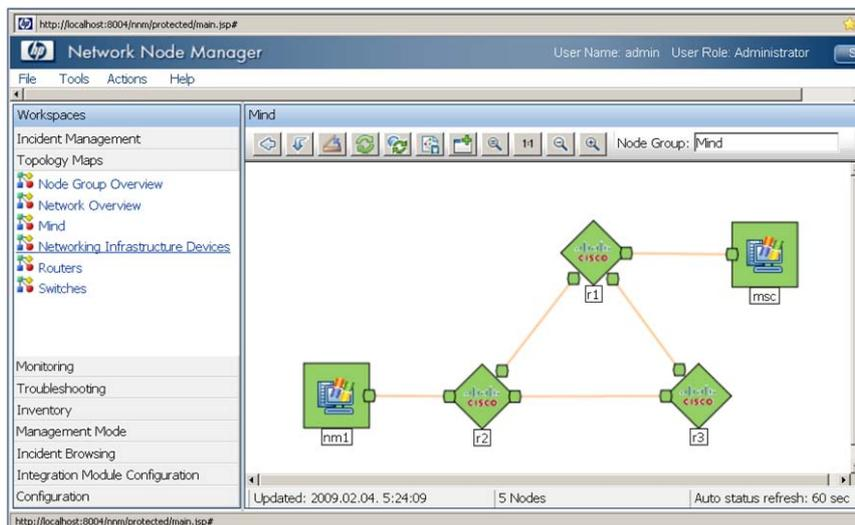 http://localhost:8004/nnm/protected/main.jsp#
hp Network Node Manager User Name: admin User Role: Administrator S
File Tools Actions Help
Workspaces
Incident Management
Topology Maps
Node Group Overview
Network Overview
Mind
Networking Infrastructure Devices
Routers
Switches
Monitoring
Troubleshooting
Inventory
Management Mode
Incident Browsing
Integration Module Configuration
Configuration
Mind
1:1 Node Group: Mind
CISCO
r1
msc
nm1
CISCO
r2
CISCO
r3
Updated: 2009.02.04. 5:24:09 5 Nodes Auto status refresh: 60 sec
http://localhost:8004/nnm/protected/main.jsp#